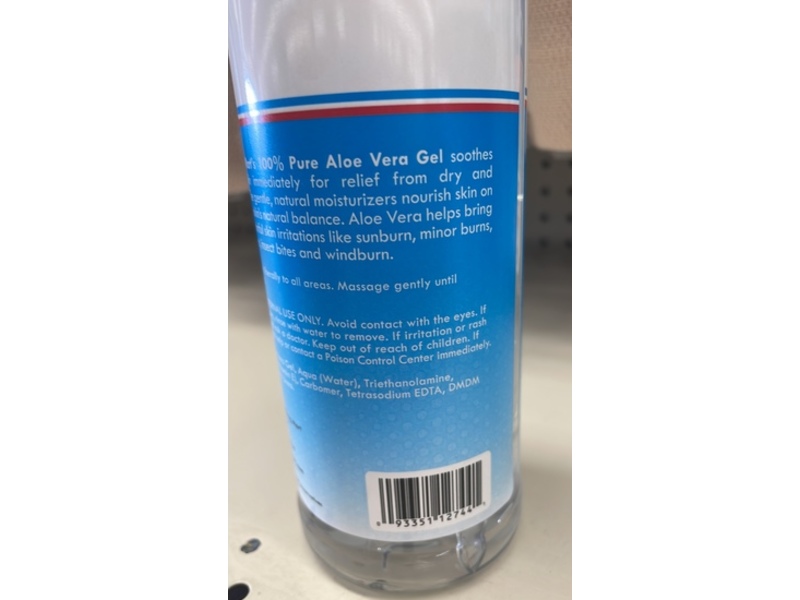 100% Pure Aloe Vera Gel soothes
immediately for relief from dry and
gentle, natural moisturizers nourish skin on
natural balance. Aloe Vera helps bring
skin irritations like sunburn, minor burns,
insect bites and windburn.
to all areas. Massage gently until
USE ONLY. Avoid contact with the eyes. If
with water to remove. If irritation or rash
a doctor. Keep out of reach of children. If
or contact a Poison Control Center Immediately.
Gel, Aqua (Water), Triethanolamine,
Carbomer, Tetrasodium EDTA, DMDM
93351 12744